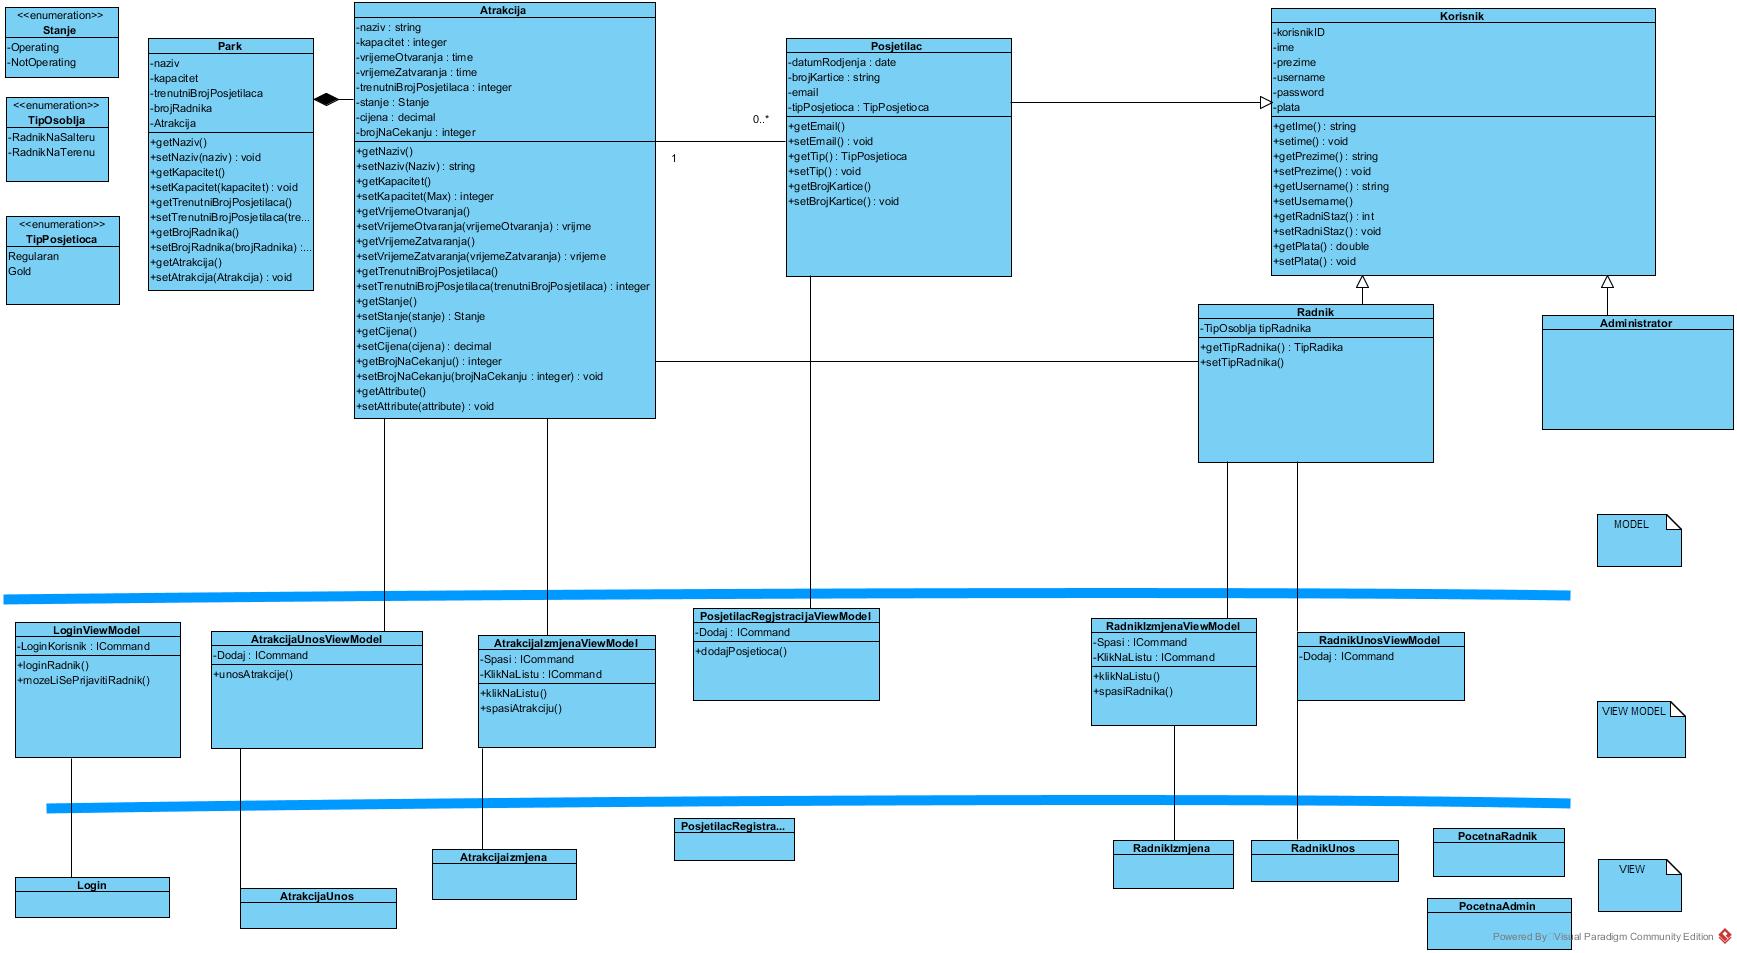 <<enumeration>>
Stanje
-Operating
-NotOperating
<<enumeration>>
TipOsoblja
-RadnikNaSalteru
-RadnikNaTerenu
<<enumeration>>
TipPosjetioca
Regularan
Gold
Park
-naziv
-kapacitet
-trenutniBrojPosjetilaca
-brojRadnika
-Atrakcija
+getNaziv()
+setNaziv(naziv) : void
+getKapacitet()
+setKapacitet(kapacitet) : void
+getTrenutniBrojPosjetilaca()
+setTrenutniBrojPosjetilaca(tre...
+getBrojRadnika()
+setBrojRadnika(brojRadnika) :...
+getAtrakcija()
+setAtrakcija(Atrakcija) : void
Atrakcija
-naziv : string
-kapacitet : integer
-vrijemeOtvaranja : time
-vrijemeZatvaranja : time
-trenutniBrojPosjetilaca : integer
-stanje : Stanje
-cijena : decimal
-brojNaCekanju : integer
+getNaziv()
+setNaziv(Naziv) : string
+getKapacitet()
+setKapacitet(Max) : integer
+getVrijemeOtvaranja()
+setVrijemeOtvaranja(vrijemeOtvaranja) : vrijme
+getVrijemeZatvaranja()
+setVrijemeZatvaranja(vrijemeZatvaranja) : vrijeme
+getTrenutniBrojPosjetilaca()
+setTrenutniBrojPosjetilaca(trenutniBrojPosjetilaca) : integer
+getStanje()
+setStanje(stanje) : Stanje
+getCijena()
+setCijena(cijena) : decimal
+getBrojNaCekanju() : integer
+setBrojNaCekanju(brojNaCekanju : integer) : void
+getAttribute()
+setAttribute(attribute) : void
0..*
1
Posjetilac
-datumRodjenja : date
-brojKartice : string
-email
-tipPosjetioca : TipPosjetioca
+getEmail()
+setEmail() : void
+getTip() : TipPosjetioca
+setTip() : void
+getBrojKartice()
+setBrojKartice() : void
Korisnik
-korisnikID
-ime
-prezime
-username
-password
-plata
+getIme() : string
+setime() : void
+getPrezime() : string
+setPrezime() : void
+getUsername() : string
+setUsername()
+getRadniStaz() : int
+setRadniStaz() : void
+getPlata() : double
+setPlata() : void
Radnik
-TipOsoblja tipRadnika
+getTipRadnika() : TipRadika
+setTipRadnika()
Administrator
MODEL
LoginViewModel
-LoginKorisnik : ICommand
+loginRadnik()
+mozeLiSePrijavitiRadnik()
AtrakcijaUnosViewModel
-Dodaj : ICommand
+unosAtrakcije()
AtrakcijaIzmjenaViewModel
-Spasi : ICommand
-KlikNaListu : ICommand
+klikNaListu()
+spasiAtrakciju()
PosjetilacRegjstracijaViewModel
-Dodaj : ICommand
+dodajPosjetioca()
RadnikIzmjenaViewModel
-Spasi : ICommand
-KlikNaListu : ICommand
+klikNaListu()
+spasiRadnika()
RadnikUnosViewModel
-Dodaj : ICommand
VIEW MODEL
Login
AtrakcijaUnos
Atrakcijaizmjena
PosjetilacRegistra...
RadnikIzmjena
RadnikUnos
PocetnaRadnik
VIEW
PocetnaAdmin
Powered By Visual Paradigm Community Edition